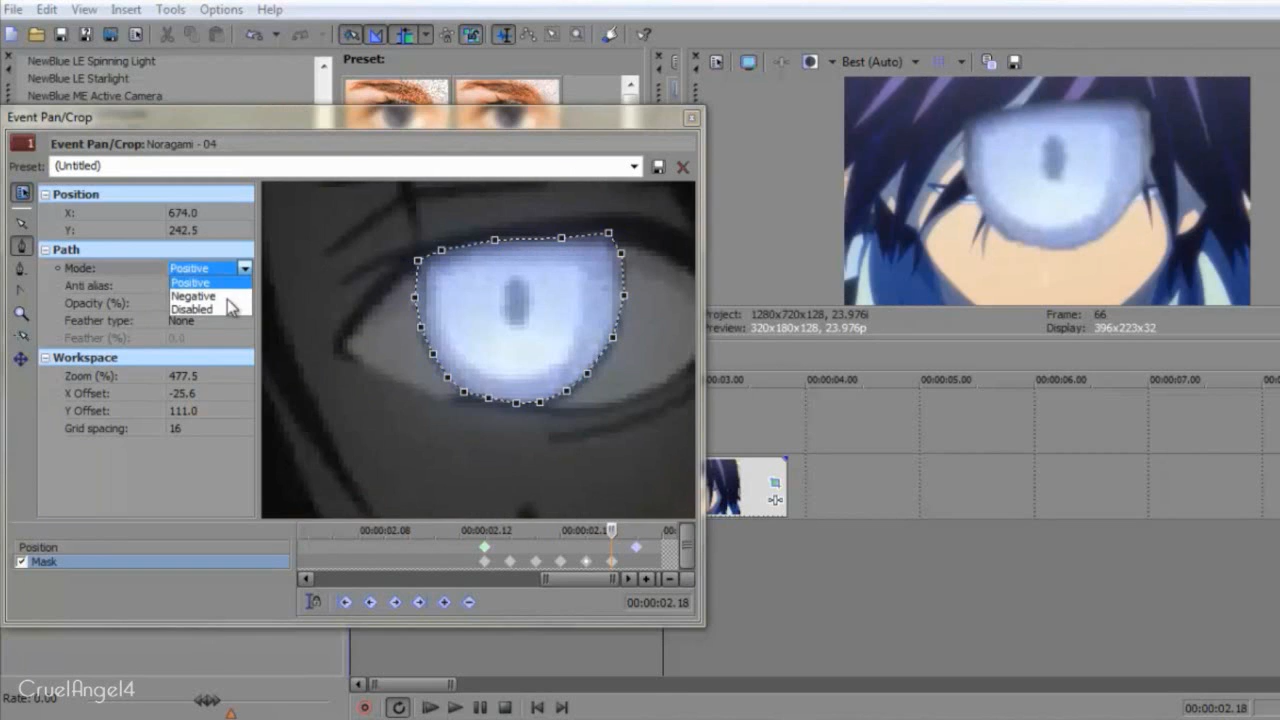 File Edit View Insert Tools Options Help
NewBlue LE Spinning Light
NewBlue LE Starlight
NewBlue ME Active Camera
Preset:
Best (Auto)
Event Pan/Crop
1
Event Pan/Crop: Noragami - 04
Preset: (Untitled)
Position
X: 674.0
Y: 242.5
Path
Mode: Positive
Positive
Anti alias:
Negative
Opacity (%):
Disabled
Feather type: None
Feather (%): 0.0
Workspace
Zoom (%): 477.5
X Offset: -25.6
Y Offset: 111.0
Grid spacing: 16
Project: 1280x720x128, 23.976i Frame: 66
Preview: 320x180x128, 23.976p Display: 396x223x32
00:00:03.00 00:00:04.00 00:00:05.00 00:00:06.00 00:00:07.00
00:00:02.08 00:00:02.12
Position
Mask
00:00:02.18
CruelAngel4
Rate: 0.00
00:00:02.18